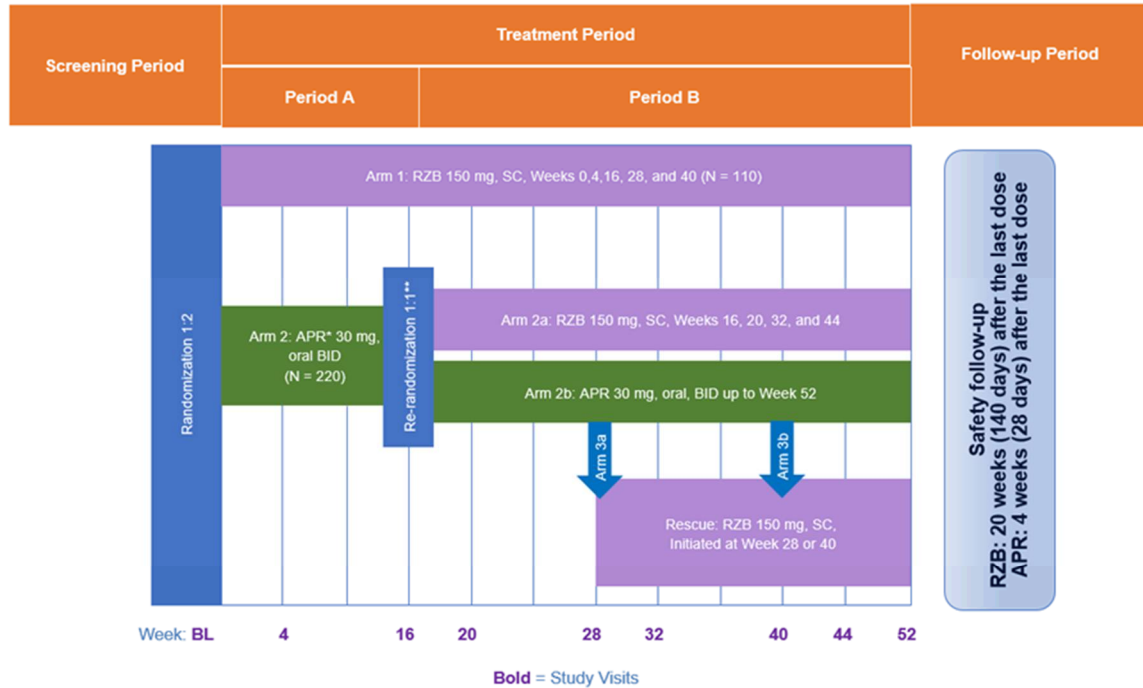 Screening Period
Treatment Period
Follow-up Period
Period A
Period B
Randomization 1:2
Arm 1: RZB 150 mg, SC, Weeks 0,4,16, 28, and 40 (N = 110)
Arm 2: APR* 30 mg,
oral BID
(N = 220)
Re-randomization 1:1**
Arm 2a: RZB 150 mg, SC, Weeks 16, 20, 32, and 44
Arm 2b: APR 30 mg, oral, BID up to Week 52
Arm 3a
Arm 3b
Rescue: RZB 150 mg, SC,
Initiated at Week 28 or 40
Safety follow-up
RZB: 20 weeks (140 days) after the last dose
APR: 4 weeks (28 days) after the last dose
Week: BL 4 16 20 28 32 40 44 52
Bold = Study Visits